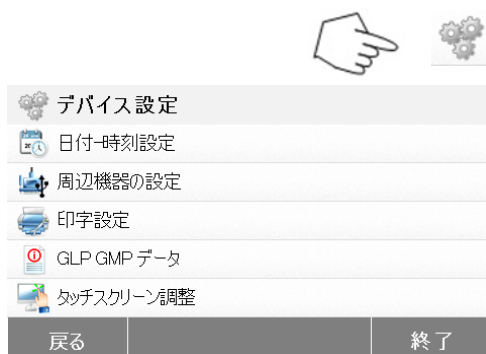 デバイス設定
日付-時刻設定
周辺機器の設定
印字設定
GLP GMP データ
タッチスクリーン調整
戻る 終了